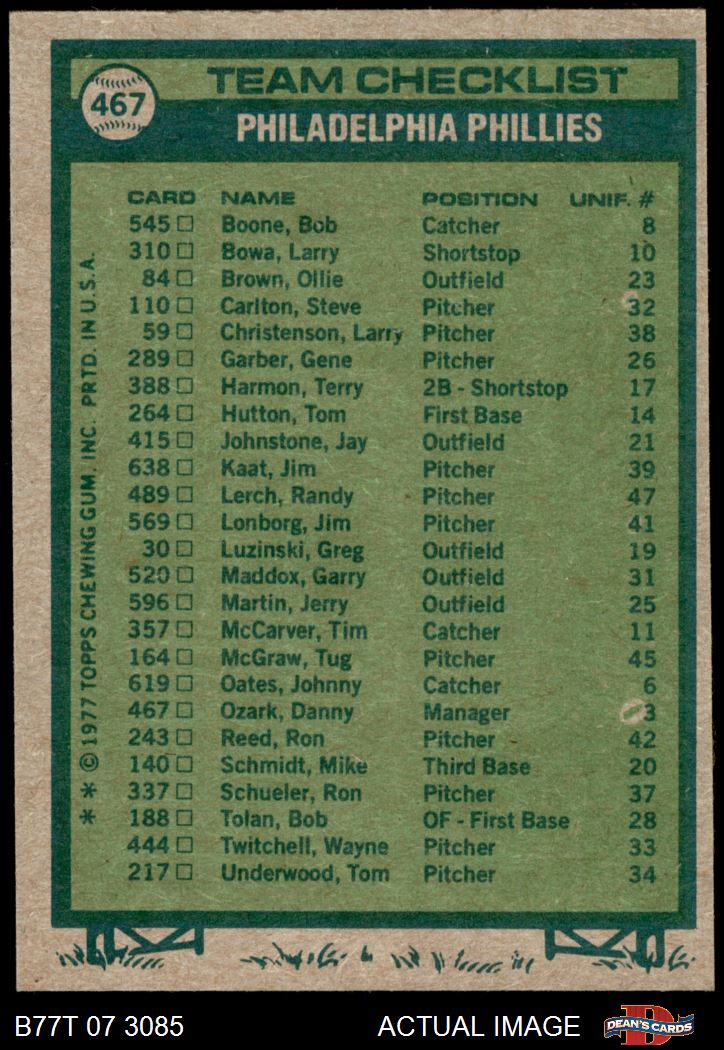 467
TEAM CHECKLIST
PHILADELPHIA PHILLIES
CARD NAME POSITION UNIF. #
545 □ Boone, Bob Catcher 8
310 □ Bowa, Larry Shortstop 10
84 □ Brown, Ollie Outfield 23
110 □ Carlton, Steve Pitcher 32
59 □ Christenson, Larry Pitcher 38
289 □ Garber, Gene Pitcher 26
388 □ Harmon, Terry 2B - Shortstop 17
264 □ Hutton, Tom First Base 14
415 □ Johnstone, Jay Outfield 21
638 □ Kaat, Jim Pitcher 39
489 □ Lerch, Randy Pitcher 47
569 □ Lonborg, Jim Pitcher 41
30 □ Luzinski, Greg Outfield 19
520 □ Maddox, Garry Outfield 31
596 □ Martin, Jerry Outfield 25
357 □ McCarver, Tim Catcher 11
164 □ McGraw, Tug Pitcher 45
619 □ Oates, Johnny Catcher 6
467 □ Ozark, Danny Manager 3
243 □ Reed, Ron Pitcher 42
140 □ Schmidt, Mike Third Base 20
337 □ Schueler, Ron Pitcher 37
188 □ Tolan, Bob OF - First Base 28
444 □ Twitchell, Wayne Pitcher 33
217 □ Underwood, Tom Pitcher 34
* * © 1977 TOPPS CHEWING GUM, INC. PRTD. IN U.S.A.
B77T 07 3085 ACTUAL IMAGE
D
DEAN'S CARDS